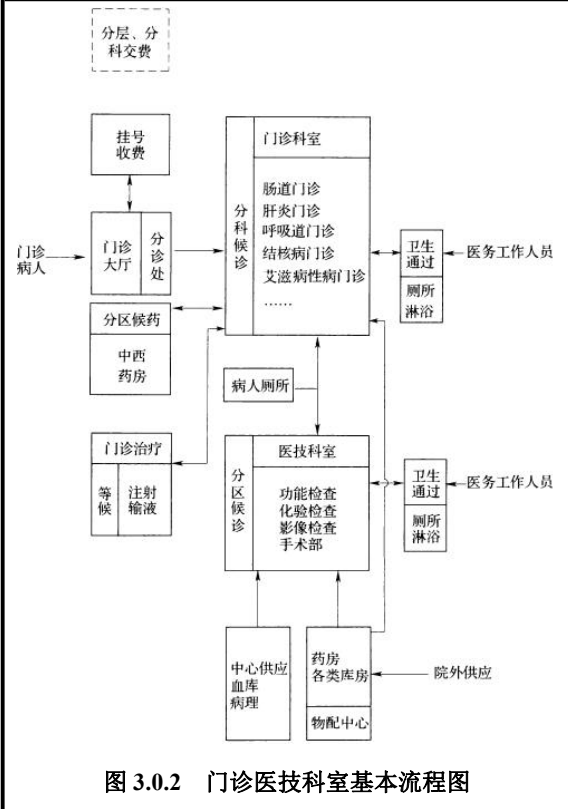 分层、分
科交费
挂号
收费
门诊科室
分科候诊
肠道门诊
肝炎门诊
呼吸道门诊
结核病门诊
艾滋病性病门诊
……
门诊
病人
门诊
大厅
分诊处
卫生
通过
厕所
淋浴
医务工作人员
分区候药
中西
药房
病人厕所
门诊治疗
等候
注射
输液
分区候诊
医技科室
功能检查
化验检查
影像检查
手术部
卫生
通过
厕所
淋浴
医务工作人员
中心供应
血库
病理
药房
各类库房
物配中心
院外供应
图 3.0.2 门诊医技科室基本流程图